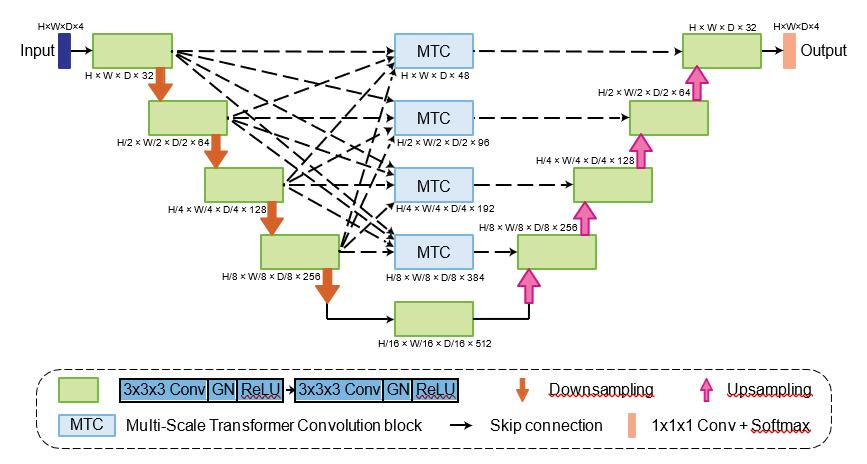 H×W×D×4
Input
H × W × D × 32
MTC
H × W × D × 48
H × W × D × 32
H×W×D×4
Output
H/2 × W/2 × D/2 × 64
MTC
H/2 × W/2 × D/2 × 96
H/2 × W/2 × D/2 × 64
H/4 × W/4 × D/4 × 128
MTC
H/4 × W/4 × D/4 × 192
H/4 × W/4 × D/4 × 128
H/8 × W/8 × D/8 × 256
MTC
H/8 × W/8 × D/8 × 384
H/8 × W/8 × D/8 × 256
H/16 × W/16 × D/16 × 512
3x3x3 Conv GN ReLU 3x3x3 Conv GN ReLU
Downsampling
Upsampling
MTC
Multi-Scale Transformer Convolution block
Skip connection
1x1x1 Conv + Softmax